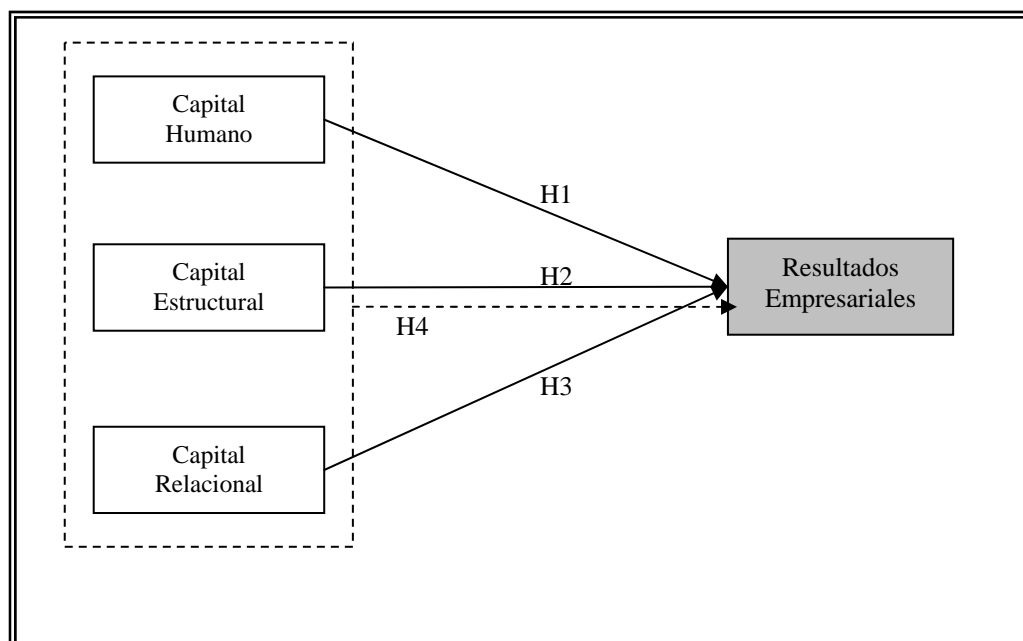 Capital
Humano
H1
Capital
Estructural
H2
Resultados
Empresariales
H4
H3
Capital
Relacional